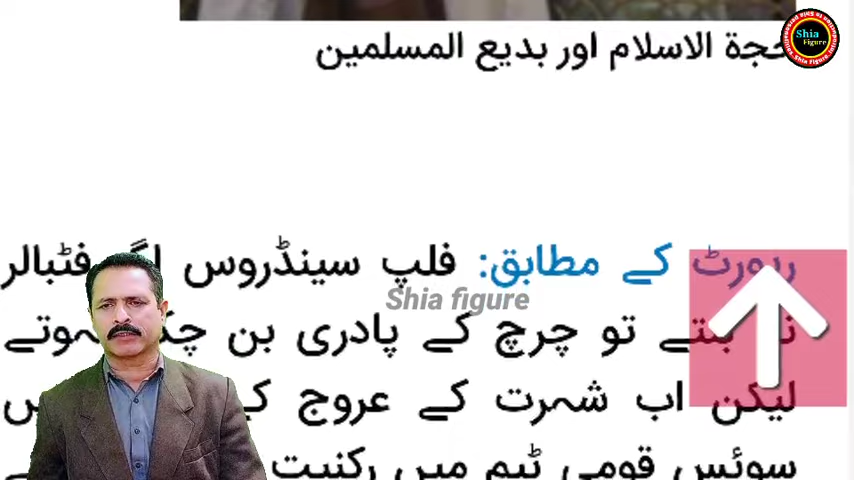 Shia
Figure
حجة الاسلام اور بدیع المسلمین
رپورٹ کے مطابق: فلپ سینڈروس اگر فٹبالر
Shia figure
نہ بنتے تو چرچ کے پادری بن چکے ہوتے
لیکن اب شہرت کے عروج کے
سوئس قومی ٹیم میں رکنیت